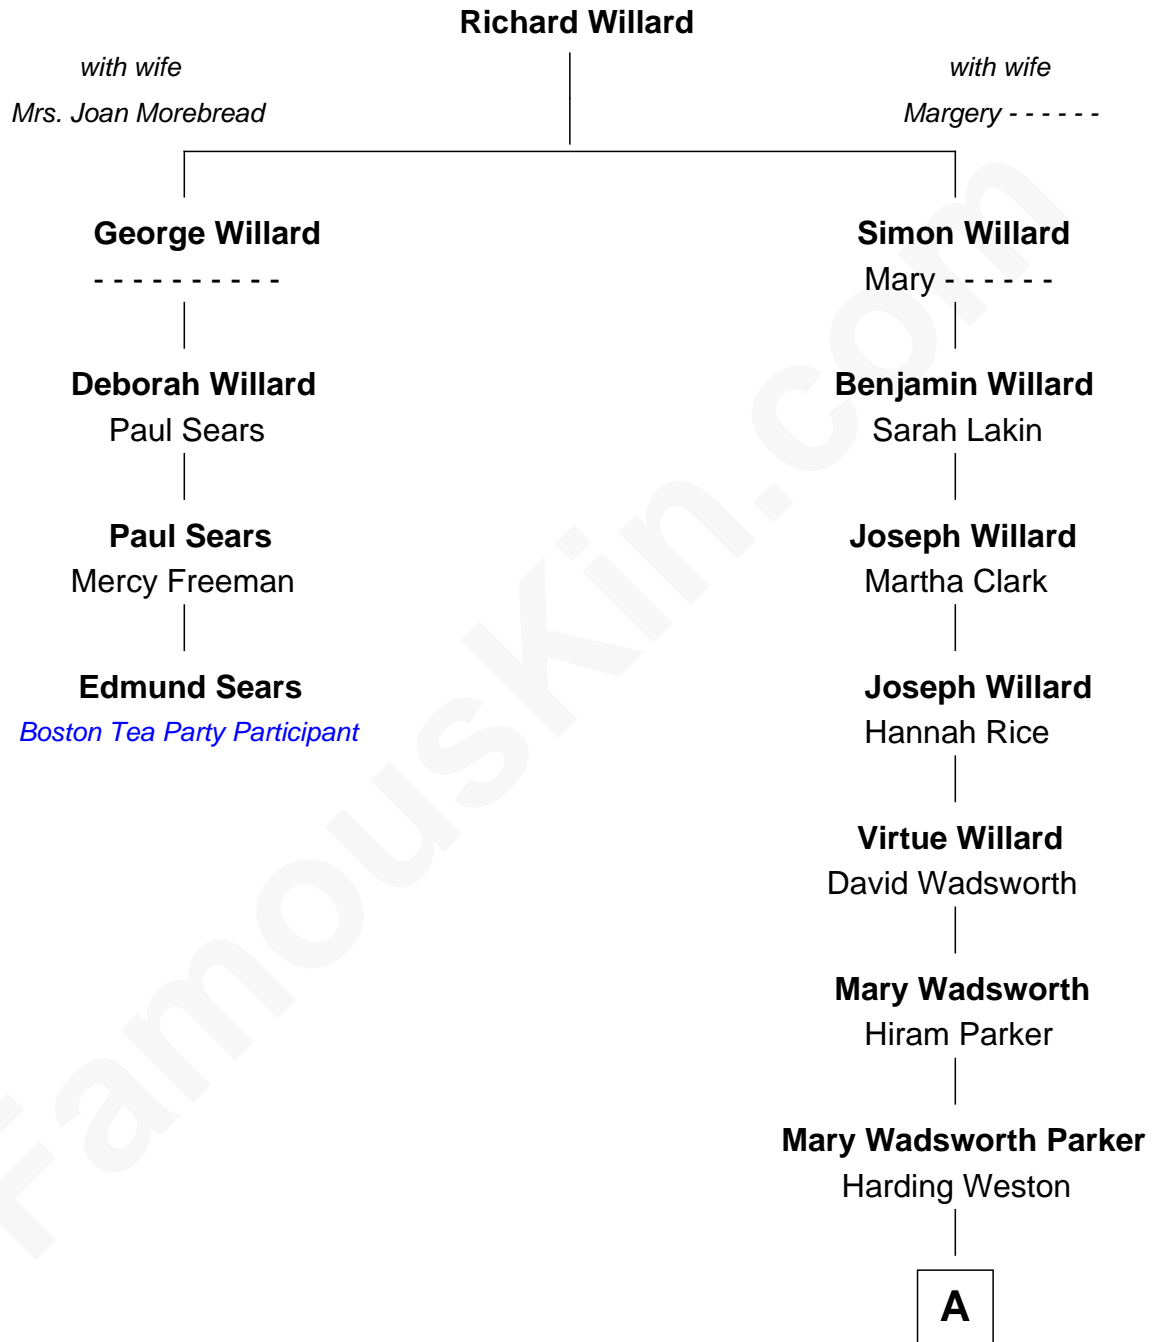 Richard Willard
with wife
Mrs. Joan Morebread
with wife
Margery - - - - - -
George Willard
- - - - - - - - - -
Deborah Willard
Paul Sears
Paul Sears
Mercy Freeman
Edmund Sears
Boston Tea Party Participant
Simon Willard
Mary - - - - - -
Benjamin Willard
Sarah Lakin
Joseph Willard
Martha Clark
Joseph Willard
Hannah Rice
Virtue Willard
David Wadsworth
Mary Wadsworth
Hiram Parker
Mary Wadsworth Parker
Harding Weston
A
FamousKin.com